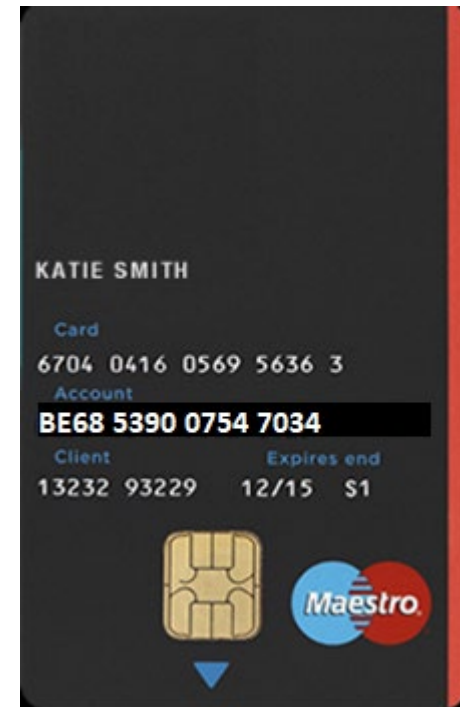 KATIE SMITH
Card
6704 0416 0569 5636 3
Account
BE68 5390 0754 7034
Client Expires end
13232 93229 12/15 S1
Maestro